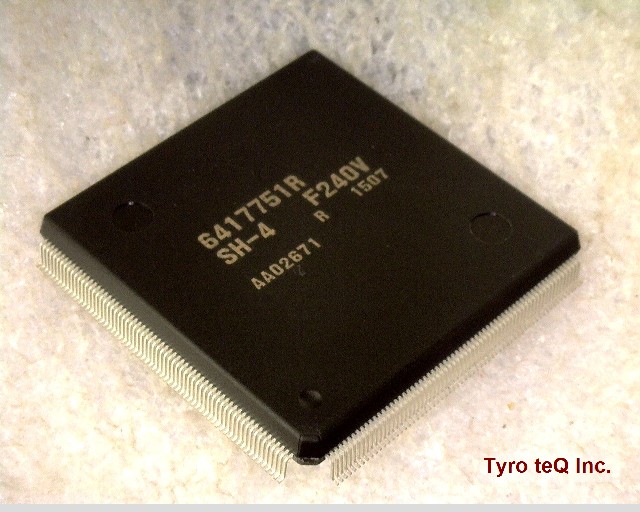 6417751R
SH-4 F240V
AA02671 R 1507
Tyro teQ Inc.